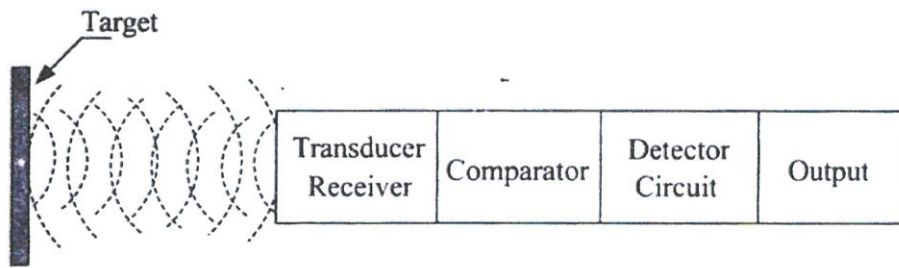 Target
Transducer
Receiver
Comparator
Detector
Circuit
Output